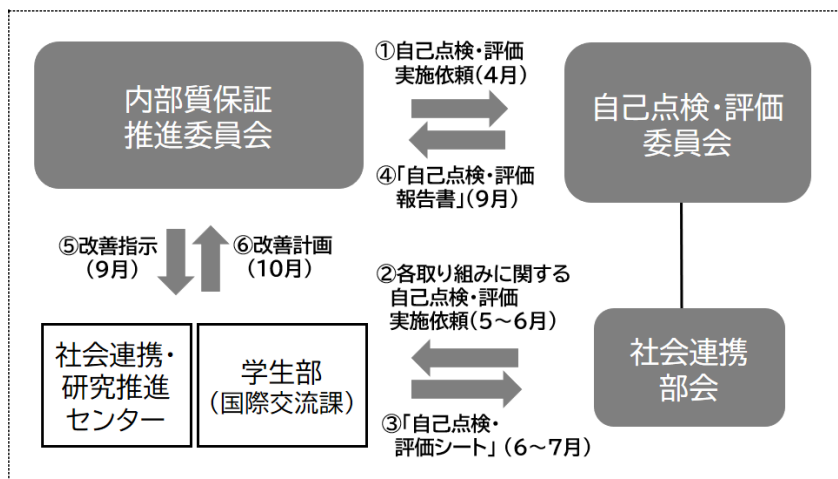 内部質保証
推進委員会
①自己点検・評価
実施依頼(4月)
④「自己点検・評価
報告書」(9月)
自己点検・評価
委員会
⑤改善指示
(9月)
⑥改善計画
(10月)
②各取り組みに関する
自己点検・評価
実施依頼(5~6月)
③「自己点検・
評価シート」(6~7月)
社会連携・
研究推進
センター
学生部
(国際交流課)
社会連携
部会